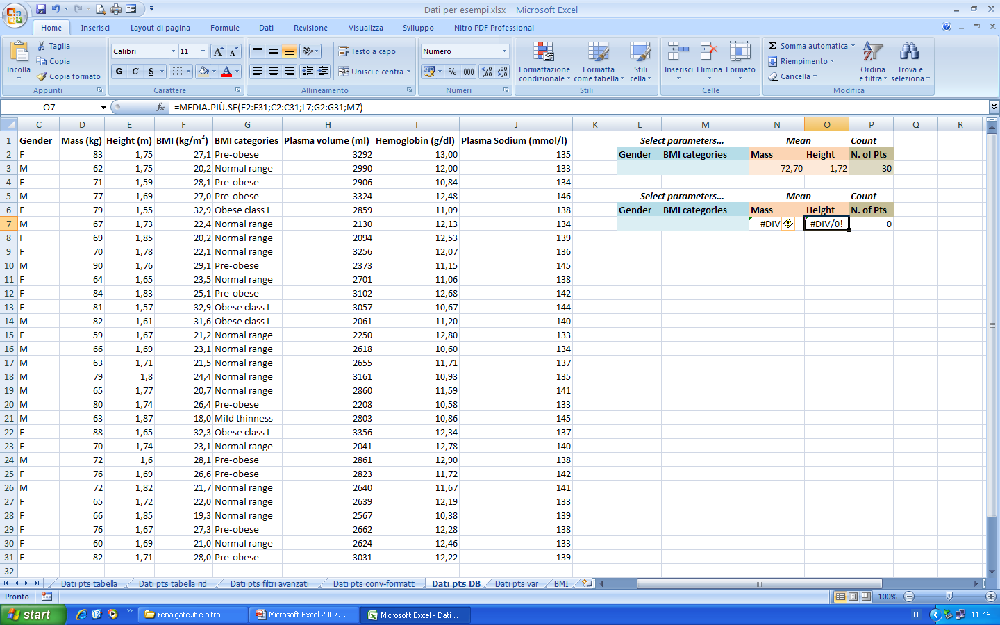 Dati per esempi.xlsx - Microsoft Excel
Home Inserisci Layout di pagina Formule Dati Revisione Visualizza Sviluppo Nitro PDF Professional
Incolla Taglia Copia Copia formato Appunti
Calibri 11 A A G C S A Carattere
Testo a capo Unisci e centra Allineamento
Numero % 000 ,0 ,00 ,00 ,0 Numeri
Formattazione condizionale Formatta come tabella Stili cella Stili
Inserisci Elimina Formato Celle
Σ Somma automatica Riempimento Cancella Ordina e filtra Trova e seleziona Modifica
O7 fx =MEDIA.PIÙ.SE(E2:E31;C2:C31;L7;G2:G31;M7)
C D E F G H I J K L M N O P Q R
1 Gender Mass (kg) Height (m) BMI (kg/m2) BMI categories Plasma volume (ml) Hemoglobin (g/dl) Plasma Sodium (mmol/l) Select parameters... Mean Count
2 F 83 1,75 27,1 Pre-obese 3292 13,00 135 Gender BMI categories Mass Height N. of Pts
3 M 62 1,75 20,2 Normal range 2990 12,00 133 72,70 1,72 30
4 F 71 1,59 28,1 Pre-obese 2906 10,84 134
5 M 77 1,69 27,0 Pre-obese 3324 12,48 146 Select parameters... Mean Count
6 F 79 1,55 32,9 Obese class I 2859 11,09 138 Gender BMI categories Mass Height N. of Pts
7 M 67 1,73 22,4 Normal range 2130 12,13 134 #DIV #DIV/0! 0
8 F 69 1,85 20,2 Normal range 2094 12,53 139
9 F 70 1,78 22,1 Normal range 3256 12,07 136
10 M 90 1,76 29,1 Pre-obese 2373 11,15 145
11 F 64 1,65 23,5 Normal range 2701 11,06 138
12 F 84 1,83 25,1 Pre-obese 3102 12,68 142
13 F 81 1,57 32,9 Obese class I 3057 10,67 144
14 M 82 1,61 31,6 Obese class I 2061 11,20 140
15 F 59 1,67 21,2 Normal range 2250 12,80 133
16 M 66 1,69 23,1 Normal range 2618 10,60 134
17 M 63 1,71 21,5 Normal range 2655 11,71 137
18 M 79 1,8 24,4 Normal range 3161 10,93 135
19 M 65 1,77 20,7 Normal range 2860 11,59 141
20 M 80 1,74 26,4 Pre-obese 2208 10,58 133
21 M 63 1,87 18,0 Mild thinness 2803 10,86 145
22 F 88 1,65 32,3 Obese class I 3356 12,34 137
23 F 70 1,74 23,1 Normal range 2041 12,78 140
24 M 72 1,6 28,1 Pre-obese 2861 12,90 138
25 F 76 1,69 26,6 Pre-obese 2823 11,72 142
26 M 72 1,82 21,7 Normal range 2640 11,67 141
27 F 65 1,72 22,0 Normal range 2639 12,19 133
28 F 66 1,85 19,3 Normal range 2567 10,38 139
29 F 76 1,67 27,3 Pre-obese 2662 12,28 138
30 F 60 1,69 21,0 Normal range 2624 12,46 133
31 F 82 1,71 28,0 Pre-obese 3031 12,22 139
32
Dati pts tabella Dati pts tabella rid Dati pts filtri avanzati Dati pts conv-formatt Dati pts DB Dati pts var BMI
Pronto 100%
start renalgate.it e altro Microsoft Excel 2007... Microsoft Excel - Dati ... IT 11.46